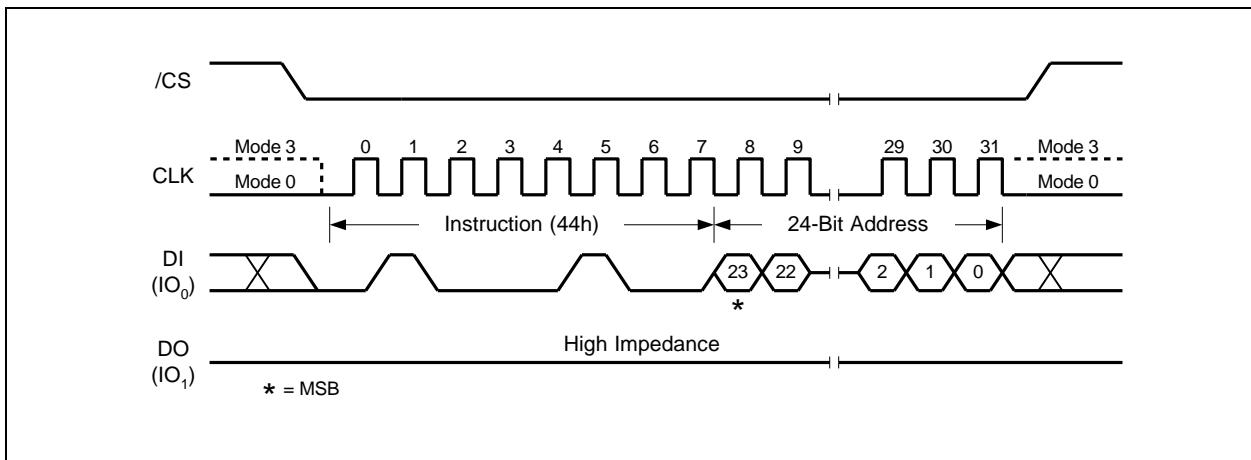 /CS
Mode 3 0 1 2 3 4 5 6 7 8 9 29 30 31 Mode 3
CLK Mode 0 Mode 0
Instruction (44h) 24-Bit Address
DI
(IO0) 23 22 2 1 0
*
DO High Impedance
(IO1)
* = MSB